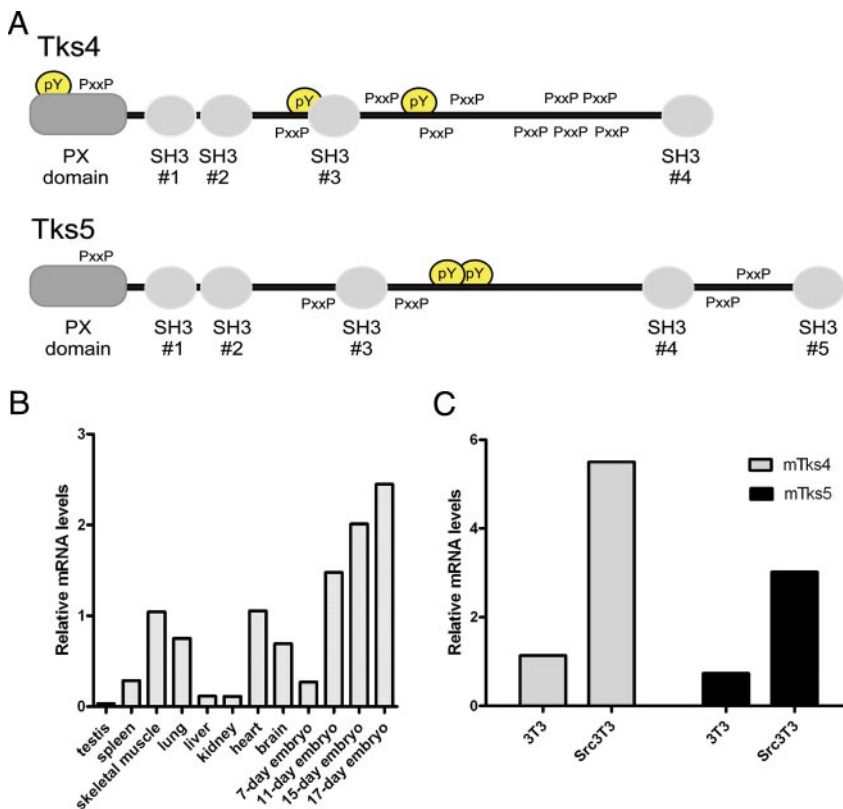 A
Tks4
pY PxxP
pY PxxP pY PxxP PxxP PxxP
PxxP PxxP PxxP PxxP PxxP
PX domain
SH3 #1
SH3 #2
SH3 #3
SH3 #4
Tks5
PxxP
pY pY
PxxP PxxP PxxP PxxP
PX domain
SH3 #1
SH3 #2
SH3 #3
SH3 #4
SH3 #5
B
Relative mRNA levels
3
2
1
0
testis
spleen
skeletal muscle
lung
liver
kidney
heart
brain
7-day embryo
11-day embryo
15-day embryo
17-day embryo
C
Relative mRNA levels
6
4
2
0
mTks4
mTks5
3T3
Src3T3
3T3
Src3T3